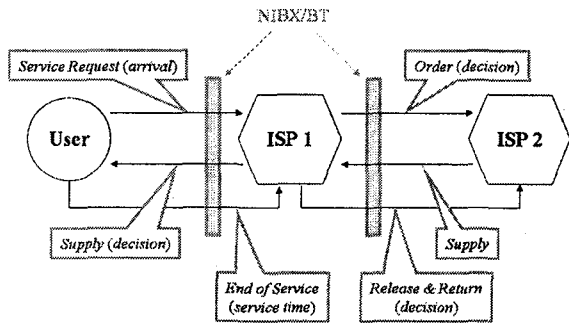 NIBX/BT
Service Request (arrival)
Order (decision)
User
ISP 1
ISP 2
Supply (decision)
Supply
End of Service
(service time)
Release & Return
(decision)